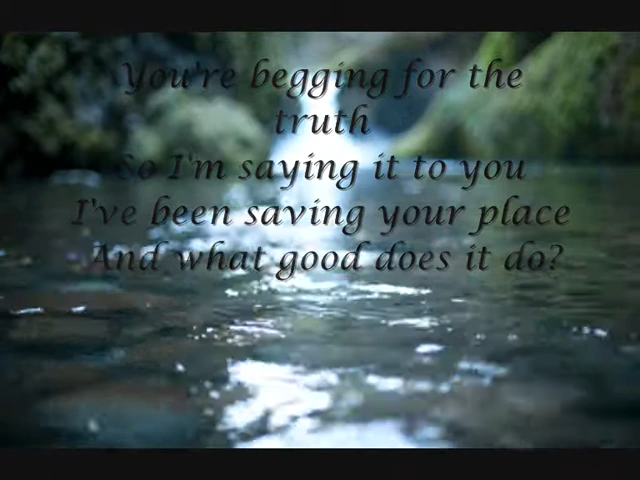 You're begging for the
truth
So I'm saying it to you
I've been saving your place
And what good does it do?